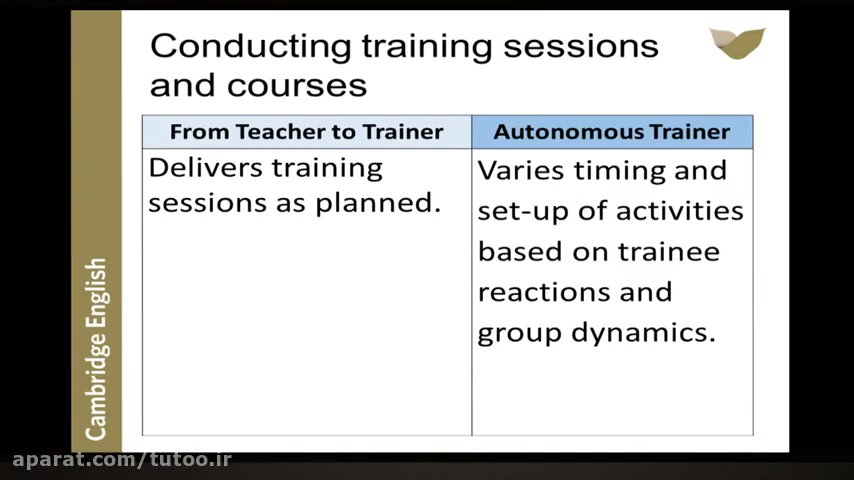 Conducting training sessions
and courses
From Teacher to Trainer
Autonomous Trainer
Delivers training
sessions as planned.
Varies timing and
set-up of activities
based on trainee
reactions and
group dynamics.
Cambridge English
aparat.com/tutoo.ir